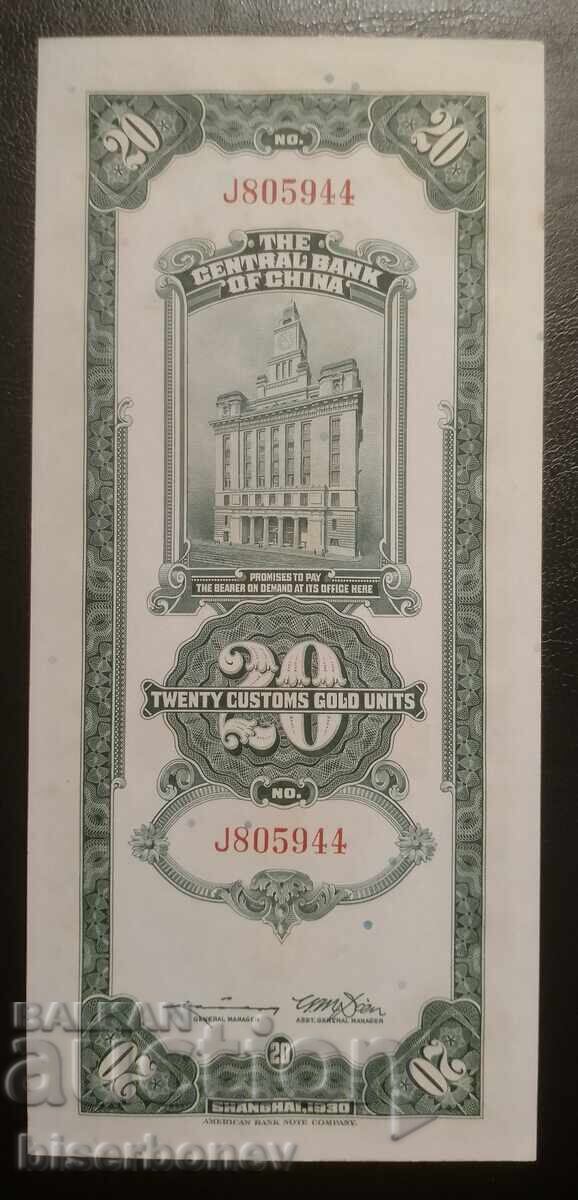 20 20
NO.
J805944
THE
CENTRAL BANK
OF CHINA
PROMISES TO PAY
THE BEARER ON DEMAND AT ITS OFFICE HERE
20
TWENTY CUSTOMS GOLD UNITS
NO.
J805944
GENERAL MANAGER ASST. GENERAL MANAGER
BALKAN
auction
20 20 20
SHANGHAI. 1930
AMERICAN BANK NOTE COMPANY.
biserbonev